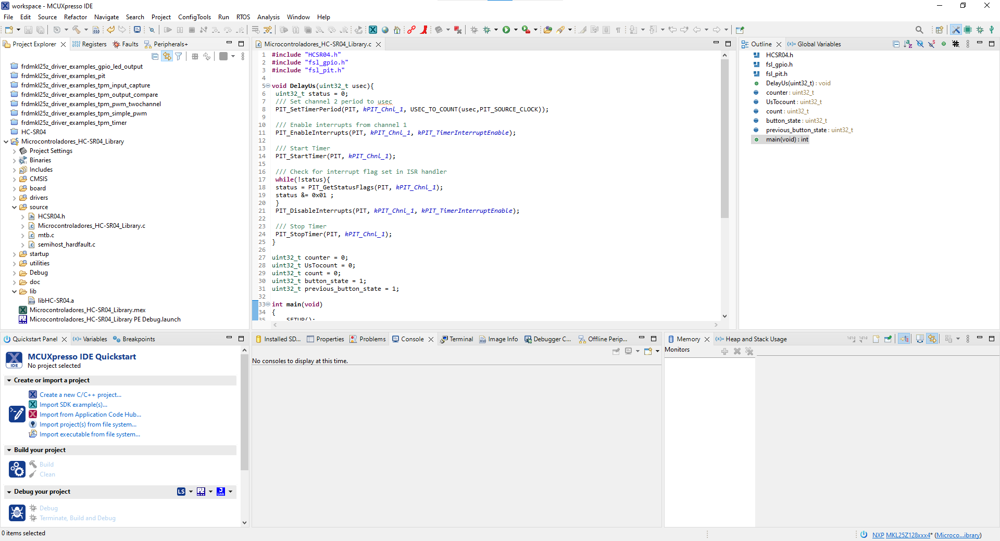 workspace - MCUXpresso IDE
File Edit Source Refactor Navigate Search Project ConfigTools Run RTOS Analysis Window Help
Project Explorer
Registers
Faults
Peripherals+
frdmkl25z_driver_examples_gpio_led_output
frdmkl25z_driver_examples_pit
frdmkl25z_driver_examples_tpm_input_capture
frdmkl25z_driver_examples_tpm_output_compare
frdmkl25z_driver_examples_tpm_pwm_twochannel
frdmkl25z_driver_examples_tpm_simple_pwm
frdmkl25z_driver_examples_tpm_timer
HC-SR04
Microcontroladores_HC-SR04_Library
Project Settings
Binaries
Includes
CMSIS
board
drivers
source
HCSR04.h
Microcontroladores_HC-SR04_Library.c
mtb.c
semihost_hardfault.c
startup
utilities
Debug
doc
lib
libHC-SR04.a
Microcontroladores_HC-SR04_Library.mex
Microcontroladores_HC-SR04_Library PE Debug.launch
Microcontroladores_HC-SR04_Library.c
1 #include "HCSR04.h"
2 #include "fsl_gpio.h"
3 #include "fsl_pit.h"
4
5 void DelayUs(uint32_t usec){
6 uint32_t status = 0;
7 /// Set channel 2 period to usec
8 PIT_SetTimerPeriod(PIT, kPIT_Chnl_1, USEC_TO_COUNT(usec,PIT_SOURCE_CLOCK));
9
10 /// Enable interrupts from channel 1
11 PIT_EnableInterrupts(PIT, kPIT_Chnl_1, kPIT_TimerInterruptEnable);
12
13 /// Start Timer
14 PIT_StartTimer(PIT, kPIT_Chnl_1);
15
16 /// Check for interrupt flag set in ISR handler
17 while(!status){
18 status = PIT_GetStatusFlags(PIT, kPIT_Chnl_1);
19 status &= 0x01 ;
20 }
21 PIT_DisableInterrupts(PIT, kPIT_Chnl_1, kPIT_TimerInterruptEnable);
22
23 /// Stop Timer
24 PIT_StopTimer(PIT, kPIT_Chnl_1);
25 }
26
27 uint32_t counter = 0;
28 uint32_t UsTocount = 0;
29 uint32_t count = 0;
30 uint32_t button_state = 1;
31 uint32_t previous_button_state = 1;
32
33 int main(void)
34 {
35 SETUP();
Outline
Global Variables
HCSR04.h
fsl_gpio.h
fsl_pit.h
DelayUs(uint32_t) : void
counter : uint32_t
UsTocount : uint32_t
count : uint32_t
button_state : uint32_t
previous_button_state : uint32_t
main(void) : int
Quickstart Panel
(x)= Variables
Breakpoints
MCUXpresso IDE Quickstart
No project selected
Create or import a project
Create a new C/C++ project...
Import SDK example(s)...
Import from Application Code Hub...
Import project(s) from file system...
Import executable from file system...
Build your project
Build
Clean
Debug your project
Debug
Terminate, Build and Debug
Installed SD...
Properties
Problems
Console
Terminal
Image Info
Debugger C...
Offline Perip...
No consoles to display at this time.
Memory
(x)= Heap and Stack Usage
Monitors
0 items selected
NXP MKL25Z128xxx4* (Microco...ibrary)